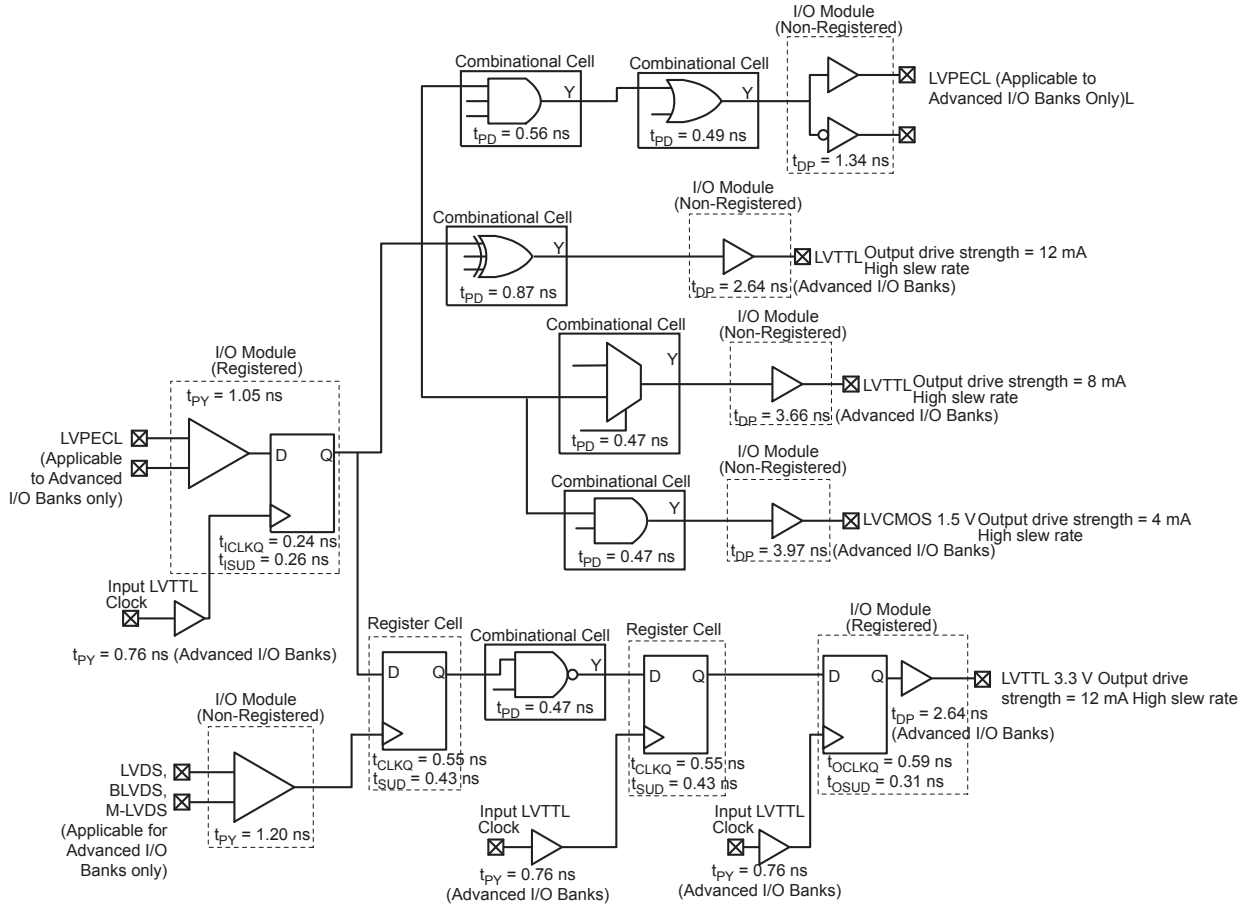 I/O Module
(Non-Registered)
Combinational Cell
Y
tPD = 0.56 ns
Combinational Cell
Y
tPD = 0.49 ns
LVPECL (Applicable to
Advanced I/O Banks Only)L
tDP = 1.34 ns
I/O Module
(Non-Registered)
Combinational Cell
Y
tPD = 0.87 ns
LVTTL Output drive strength = 12 mA
High slew rate
tDP = 2.64 ns (Advanced I/O Banks)
Combinational Cell
Y
tPD = 0.47 ns
I/O Module
(Non-Registered)
LVTTL Output drive strength = 8 mA
High slew rate
tDP = 3.66 ns (Advanced I/O Banks)
I/O Module
(Registered)
tPY = 1.05 ns
LVPECL
(Applicable
to Advanced
I/O Banks only)
D
Q
tICLKQ = 0.24 ns
tISUD = 0.26 ns
Input LVTTL
Clock
tPY = 0.76 ns (Advanced I/O Banks)
Combinational Cell
Y
tPD = 0.47 ns
I/O Module
(Non-Registered)
LVCMOS 1.5 V Output drive strength = 4 mA
High slew rate
tDP = 3.97 ns (Advanced I/O Banks)
I/O Module
(Non-Registered)
LVDS,
BLVDS,
M-LVDS
(Applicable for
Advanced I/O
Banks only)
tPY = 1.20 ns
Register Cell
D
Q
tCLKQ = 0.55 ns
tSUD = 0.43 ns
Combinational Cell
Y
tPD = 0.47 ns
Register Cell
D
Q
tCLKQ = 0.55 ns
tSUD = 0.43 ns
Input LVTTL
Clock
tPY = 0.76 ns
(Advanced I/O Banks)
I/O Module
(Registered)
D
Q
tDP = 2.64 ns
(Advanced I/O Banks)
tOCLKQ = 0.59 ns
tOSUD = 0.31 ns
LVTTL 3.3 V Output drive
strength = 12 mA High slew rate
Input LVTTL
Clock
tPY = 0.76 ns
(Advanced I/O Banks)